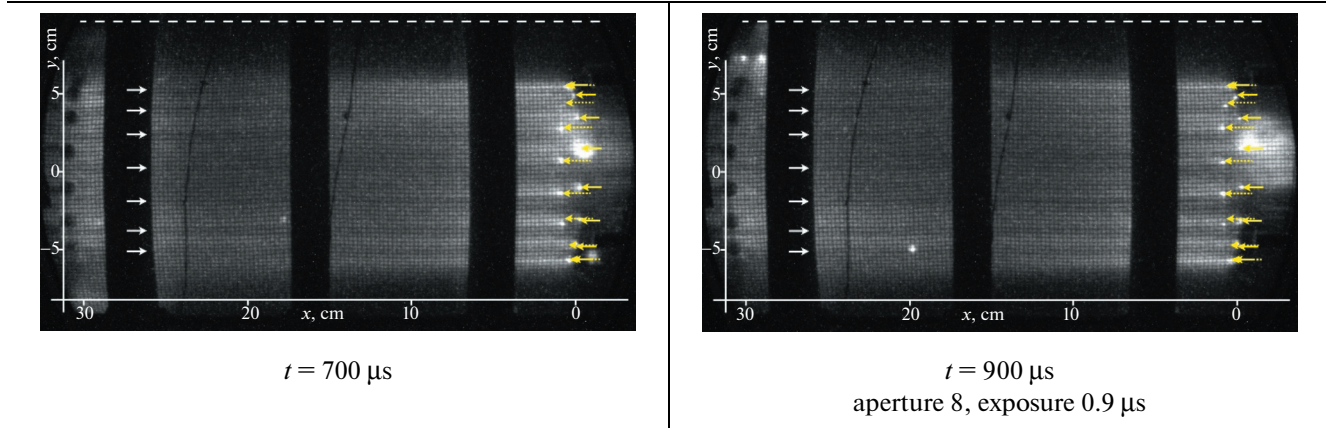 y, cm
5
0
−5
30
20
x, cm
10
0
t = 700 μs
y, cm
5
0
−5
30
20
x, cm
10
0
t = 900 μs
aperture 8, exposure 0.9 μs